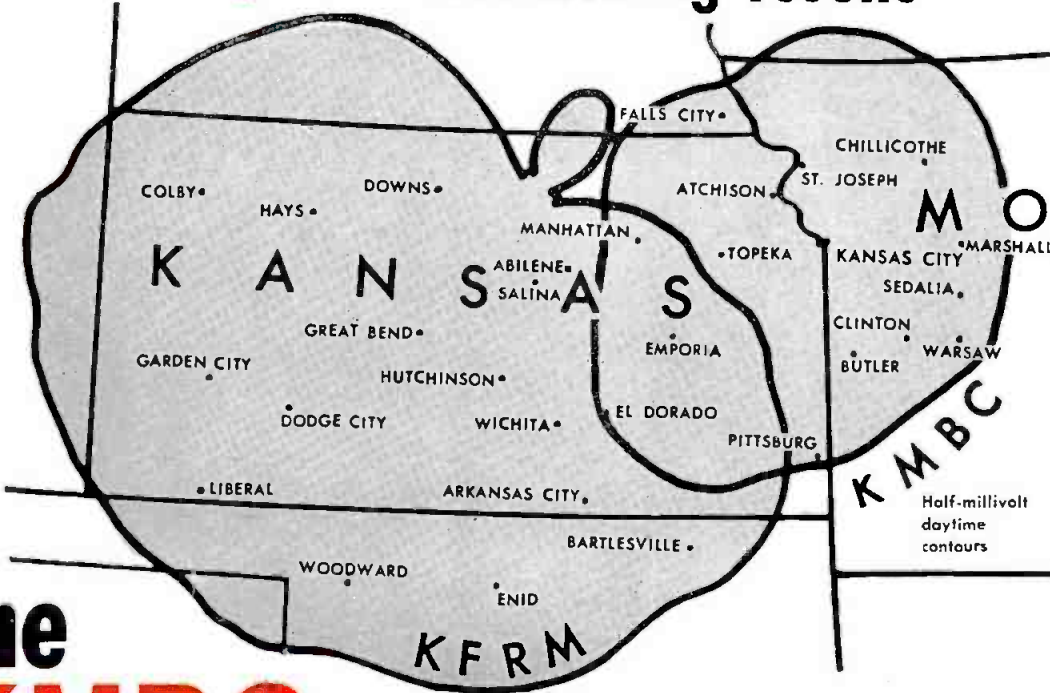 FALLS CITY
CHILLICOTHE
COLBY
DOWNS
HAYS
ATCHISON
ST. JOSEPH
M O
MANHATTAN
TOPEKA
KANSAS CITY
MARSHALL
K A N S A S
ABILENE
SALINA
SEDALIA
GREAT BEND
EMPORIA
CLINTON
WARSAW
BUTLER
GARDEN CITY
HUTCHINSON
DODGE CITY
WICHITA
EL DORADO
PITTSBURG
KMBC
LIBERAL
ARKANSAS CITY
Half-millivolt
daytime
contours
BARTLESVILLE
WOODWARD
ENID
KFRM